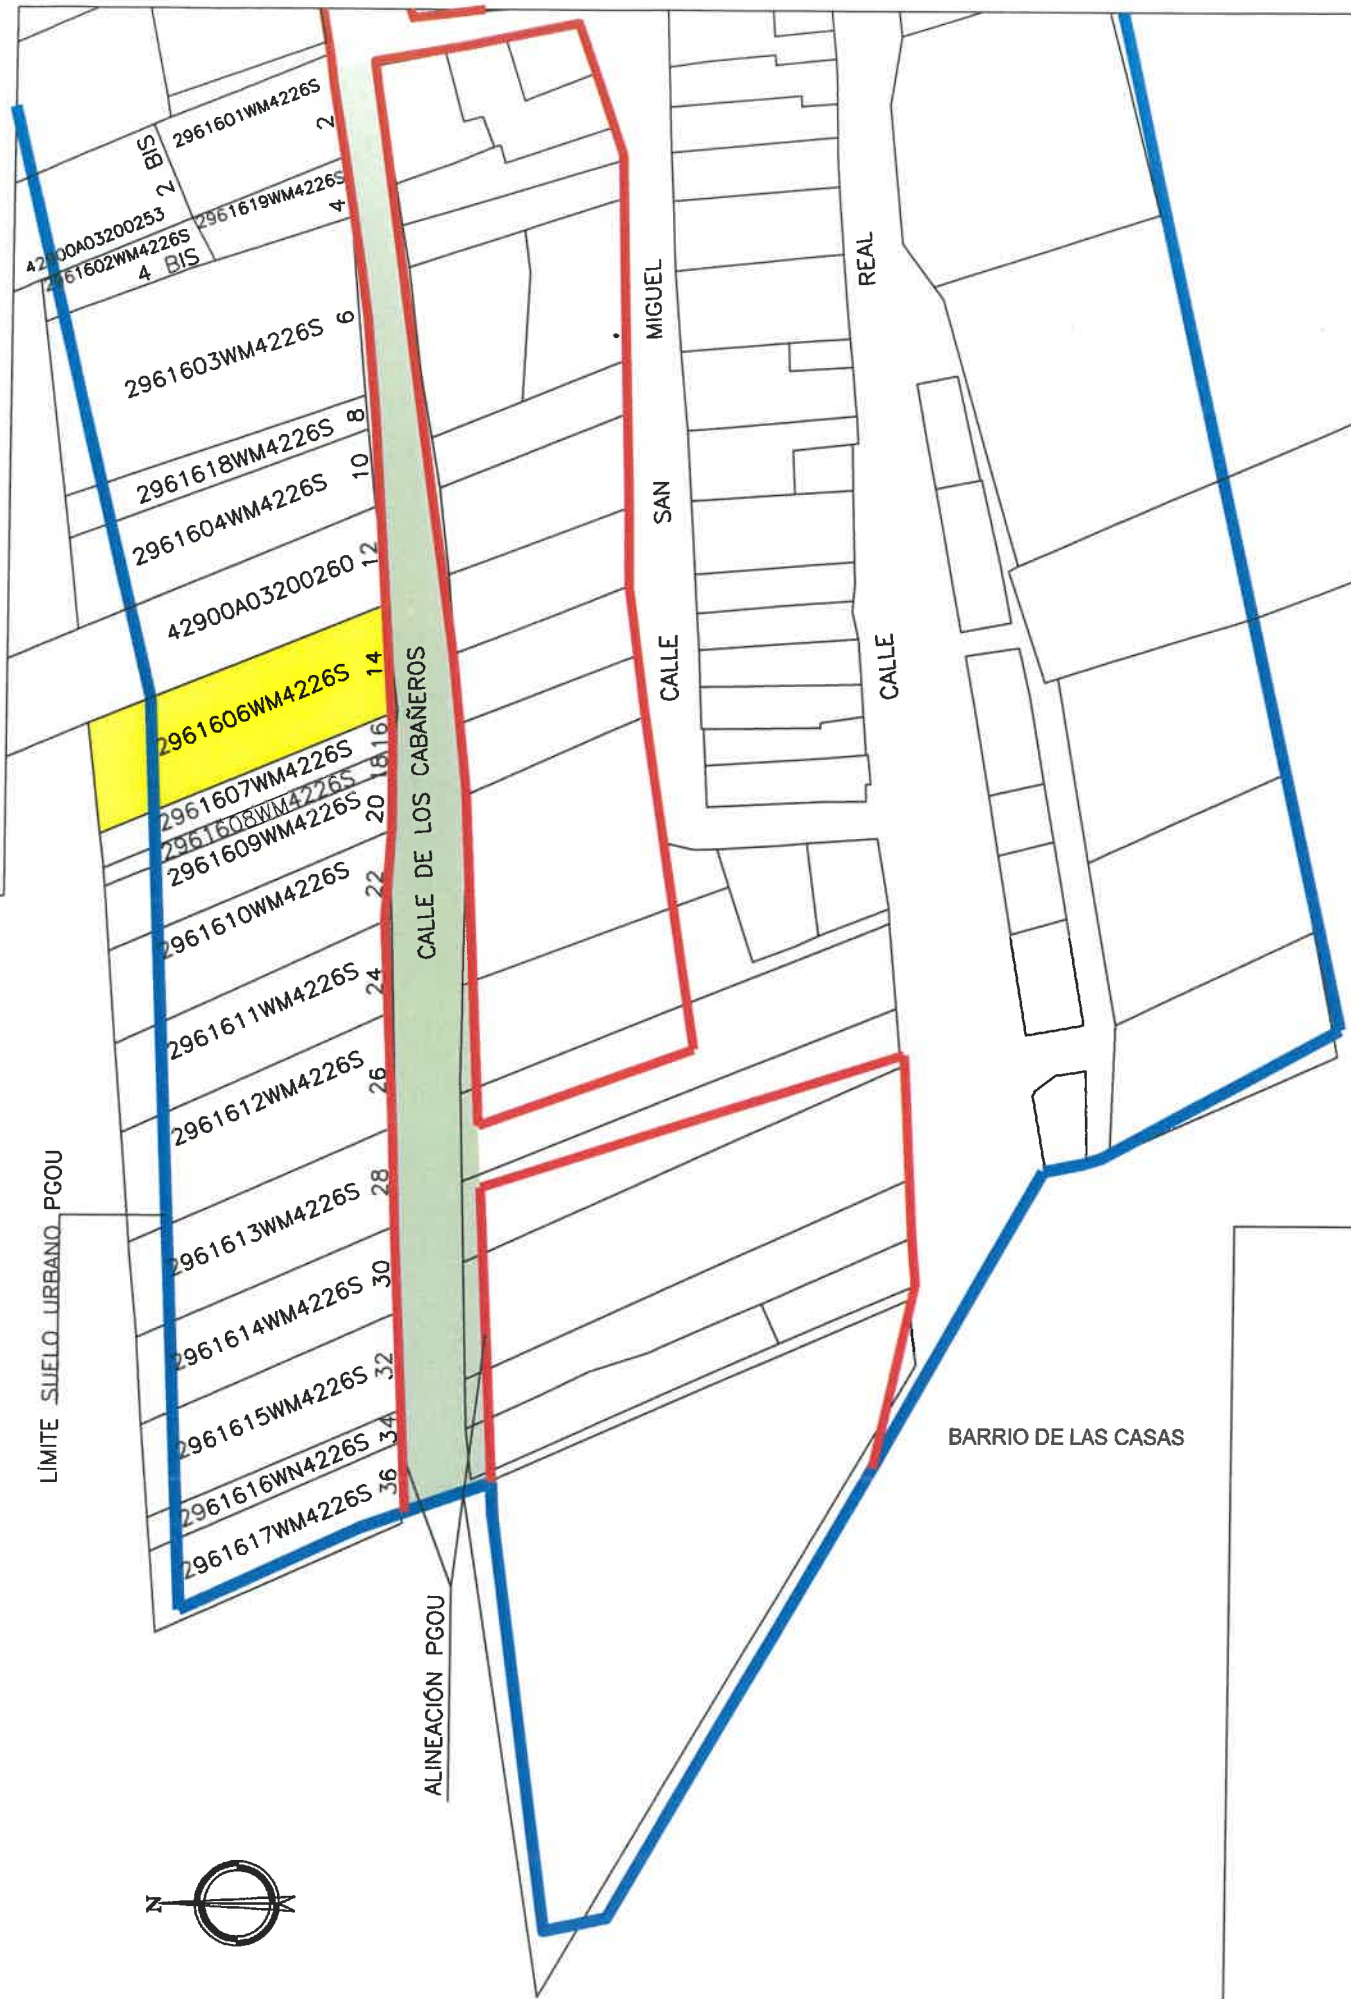 2961601WM4226S
2
2 BIS
42900A03200253
2961619WM4226S
4
2961602WM4226S
4 BIS
2961603WM4226S
6
2961618WM4226S
8
2961604WM4226S
10
42900A03200260
12
2961606WM4226S
14
2961607WM4226S
16
2961608WM4226S
18
2961609WM4226S
20
2961610WM4226S
22
2961611WM4226S
24
2961612WM4226S
26
2961613WM4226S
28
2961614WM4226S
30
2961615WM4226S
32
2961616WN4226S
34
2961617WM4226S
36
CALLE DE LOS CABAÑEROS
CALLE SAN MIGUEL
CALLE REAL
LÍMITE SUELO URBANO PGOU
ALINEACIÓN PGOU
BARRIO DE LAS CASAS
N